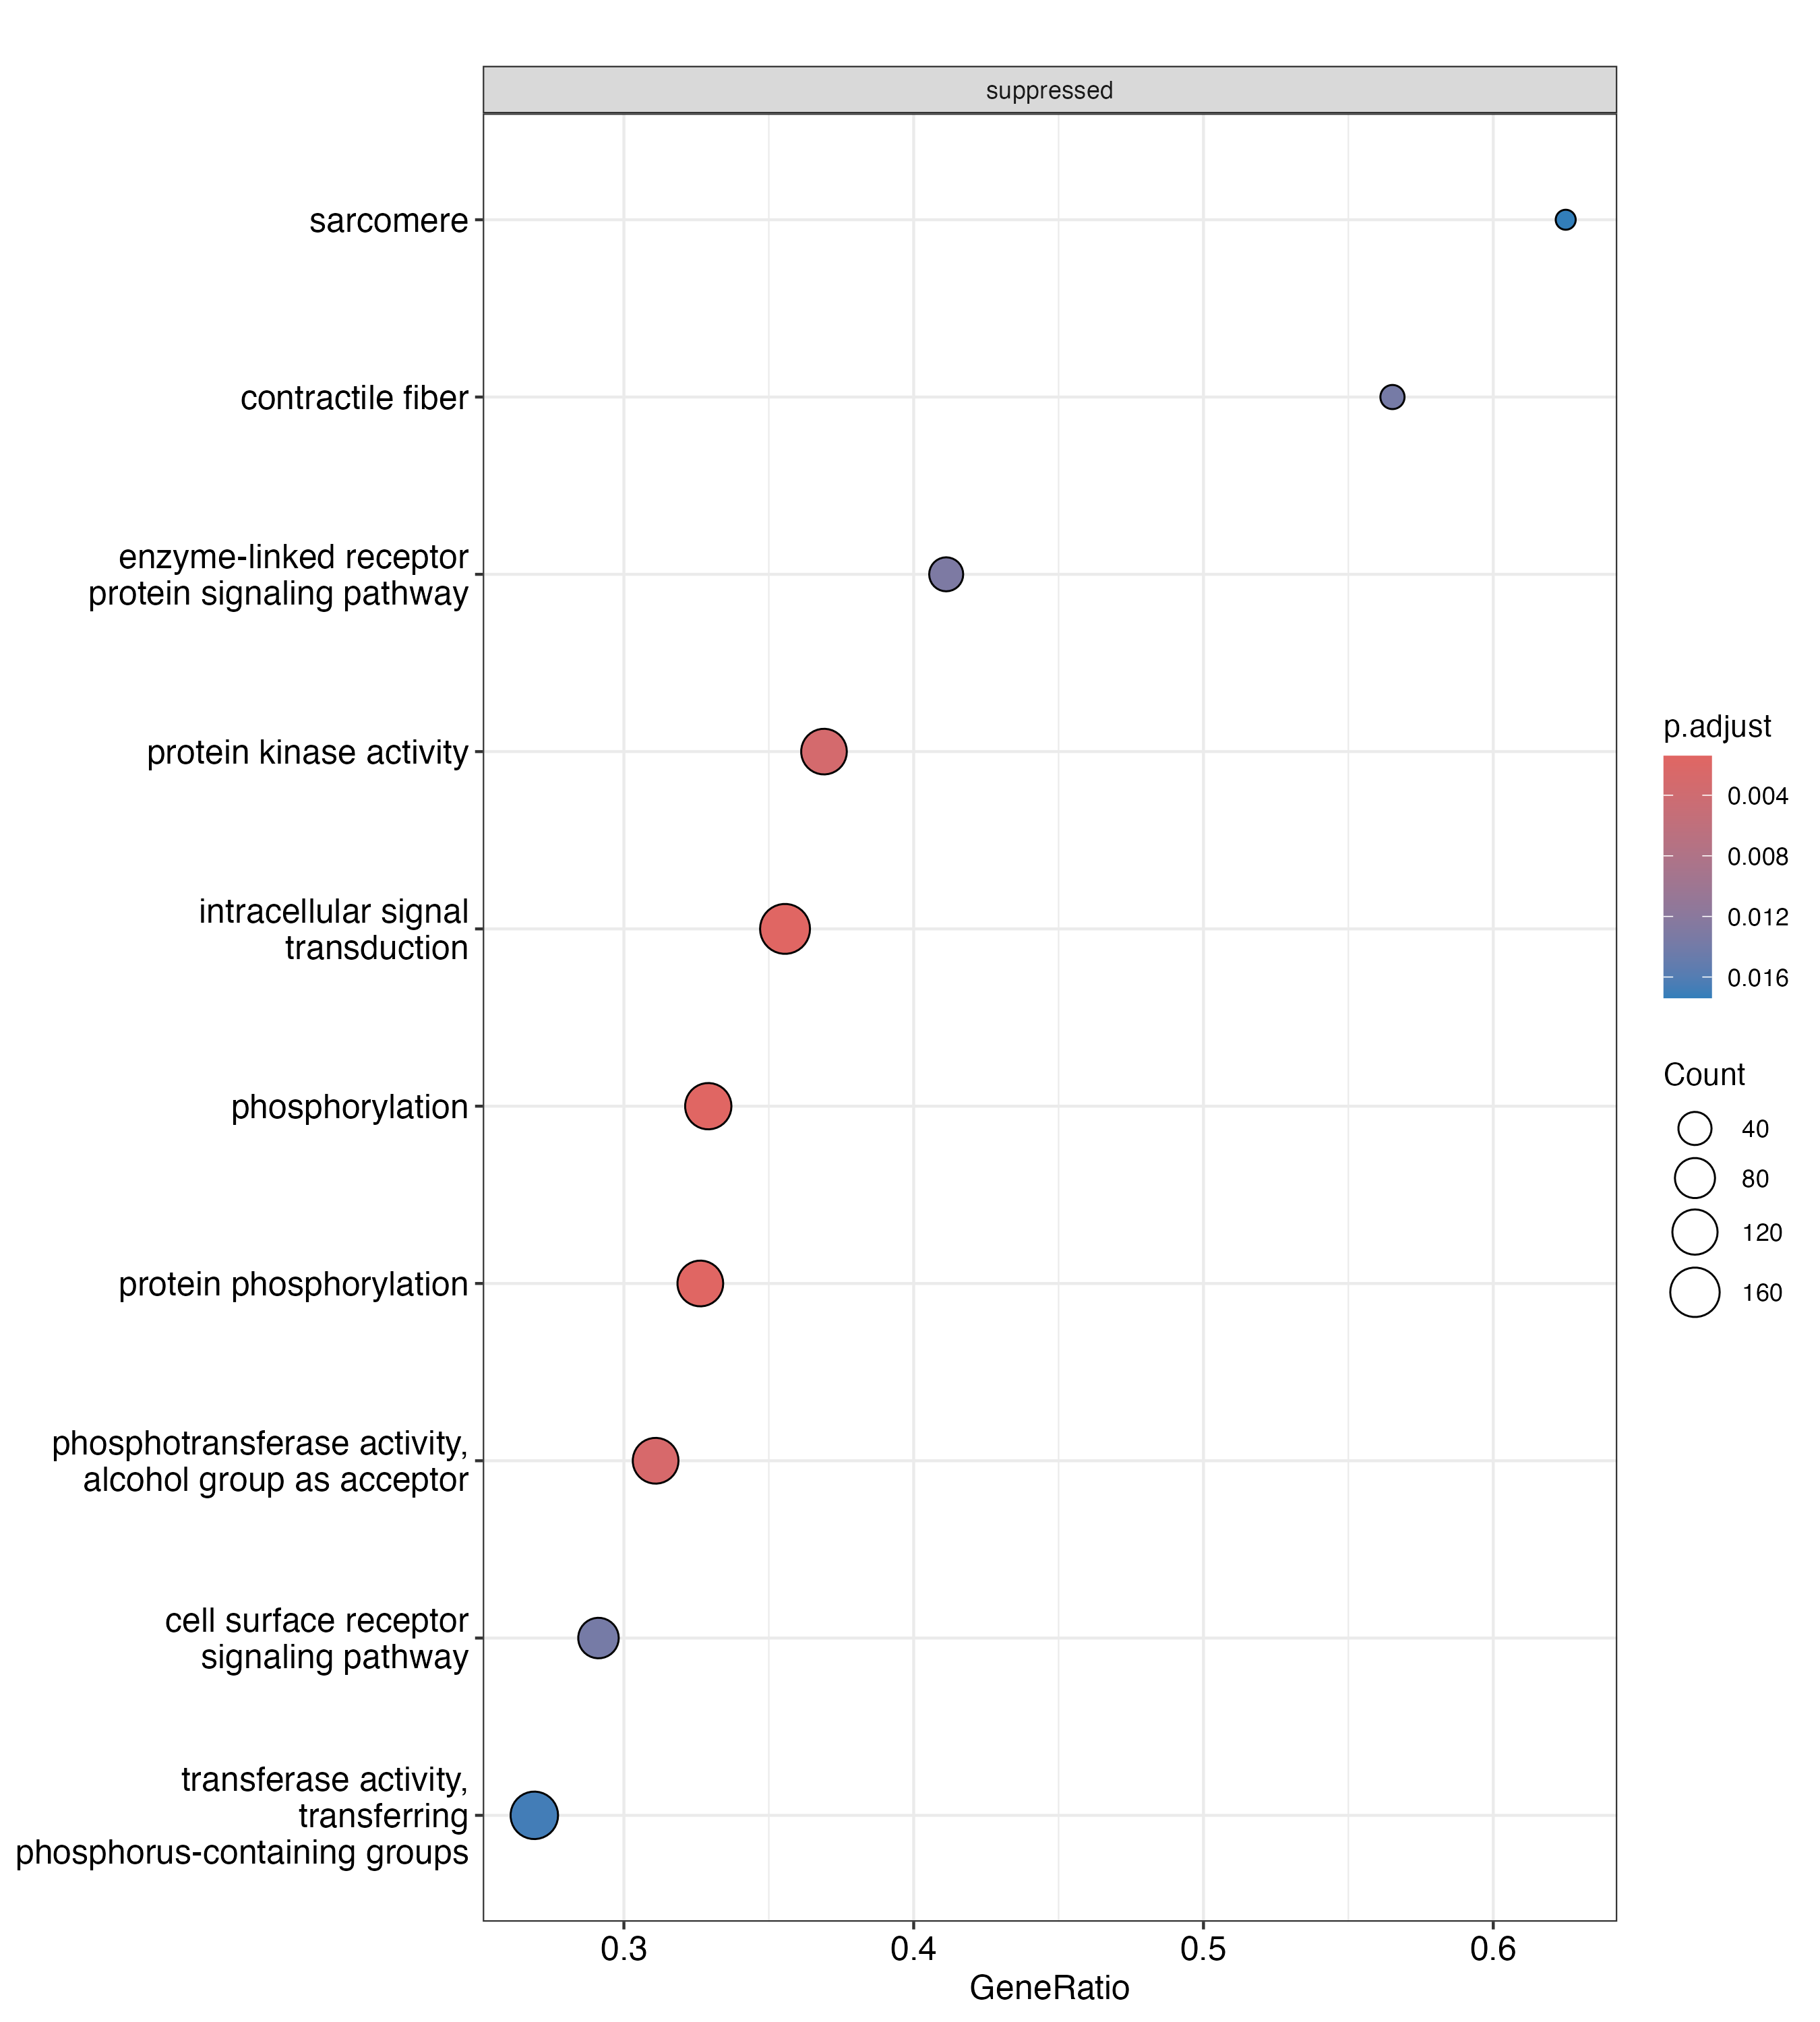 suppressed
sarcomere
contractile fiber
enzyme-linked receptor
protein signaling pathway
protein kinase activity
intracellular signal
transduction
phosphorylation
protein phosphorylation
phosphotransferase activity,
alcohol group as acceptor
cell surface receptor
signaling pathway
transferase activity,
transferring
phosphorus-containing groups
0.3
0.4
0.5
0.6
GeneRatio
p.adjust
0.004
0.008
0.012
0.016
Count
40
80
120
160